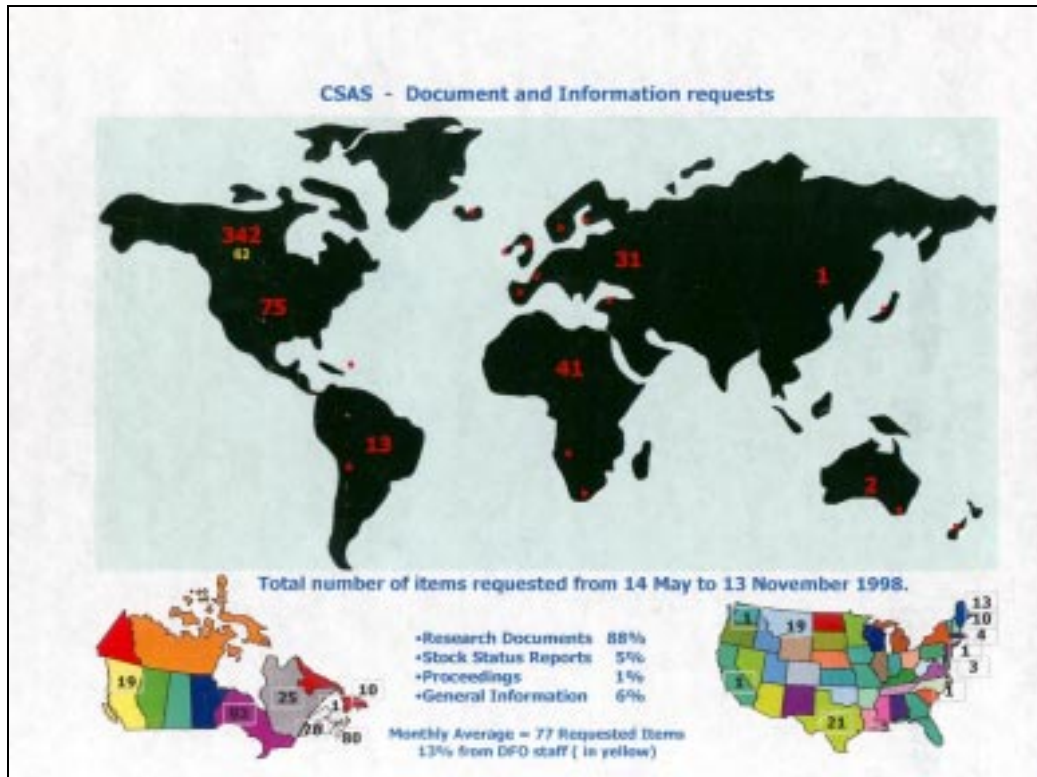 CSAS - Document and Information requests
342
62
75
31
1
41
13
2
Total number of items requested from 14 May to 13 November 1998.
•Research Documents 88%
•Stock Status Reports 5%
•Proceedings 1%
•General Information 6%
Monthly Average = 77 Requested Items
13% from DFO staff ( in yellow)
19
25
10
1
80
1
19
13
10
4
1
3
1
1
21